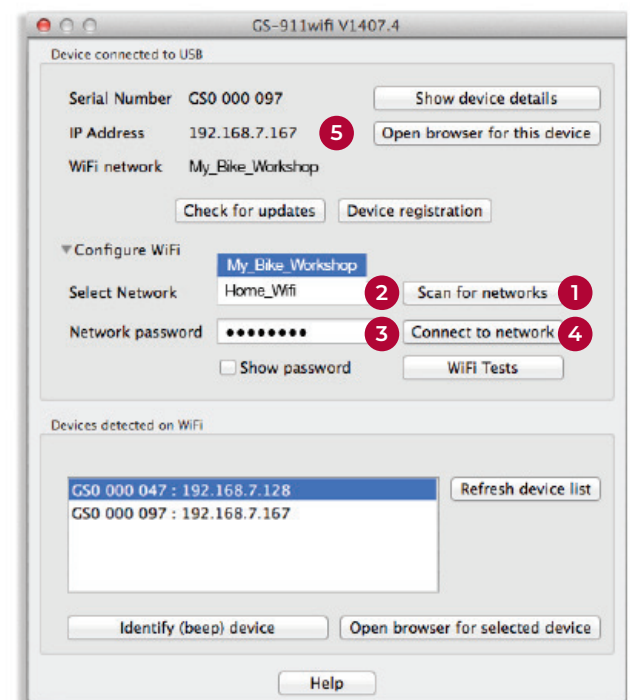 GS-911wifi V1407.4
Device connected to USB
Serial Number GS0 000 097 Show device details
IP Address 192.168.7.167 5 Open browser for this device
WiFi network My_Bike_Workshop
Check for updates Device registration
Configure WiFi
My_Bike_Workshop
Select Network Home_Wifi 2 Scan for networks 1
Network password ●●●●●●●● 3 Connect to network 4
Show password WiFi Tests
Devices detected on WiFi
GS0 000 047 : 192.168.7.128 Refresh device list
GS0 000 097 : 192.168.7.167
Identify (beep) device Open browser for selected device
Help